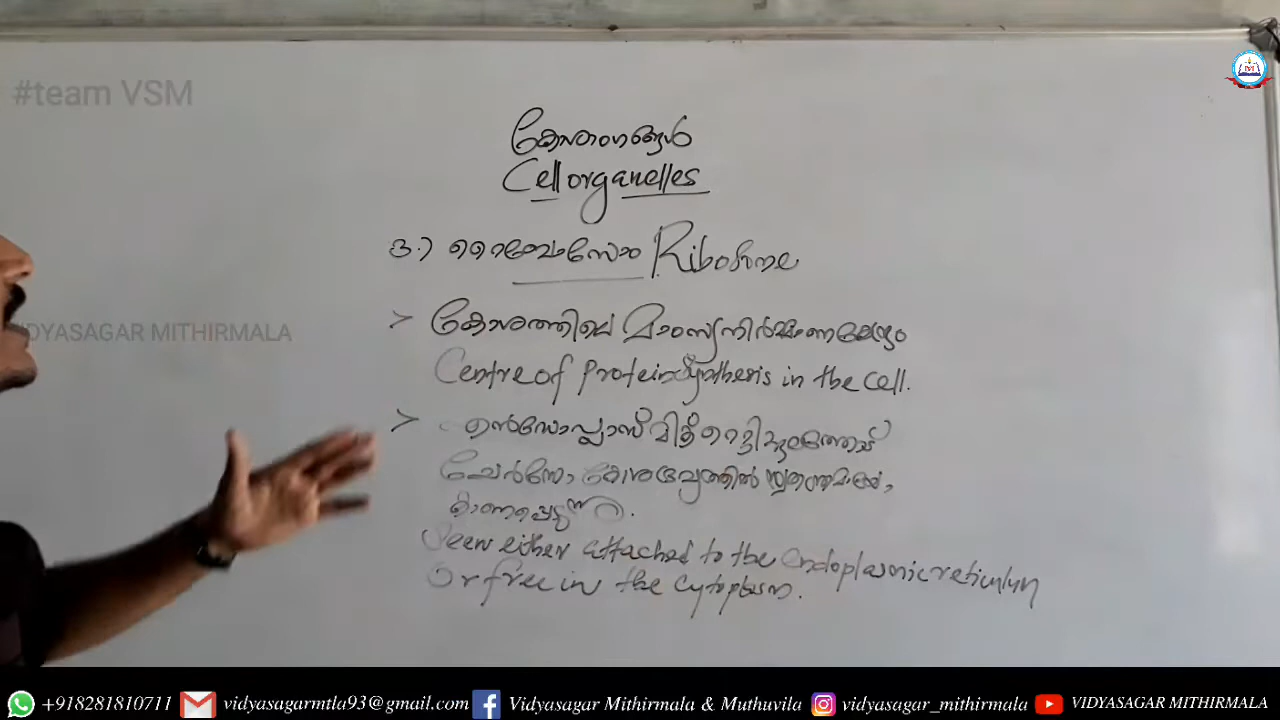 #team VSM
കോശാംഗങ്ങൾ
Cell organelles
3.) റൈബോസോം Ribosome
VIDYASAGAR MITHIRMALA
> കോശത്തിലെ മാംസ്യനിർമ്മാണകേന്ദ്രം
Centre of Protein Synthesis in the cell.
> എൻഡോപ്ലാസ്മിക് റെട്ടിക്കുലത്തോട്
ചേർന്നോ, കോശദ്രവ്യത്തിൽ സ്വതന്ത്രമായോ,
കാണപ്പെടുന്നു.
Seen either attached to the Endoplasmic reticulum
Or free in the cytoplasm.
+918281810711 vidyasagarmtla93@gmail.com Vidyasagar Mithirmala & Muthuvila vidyasagar_mithirmala VIDYASAGAR MITHIRMALA